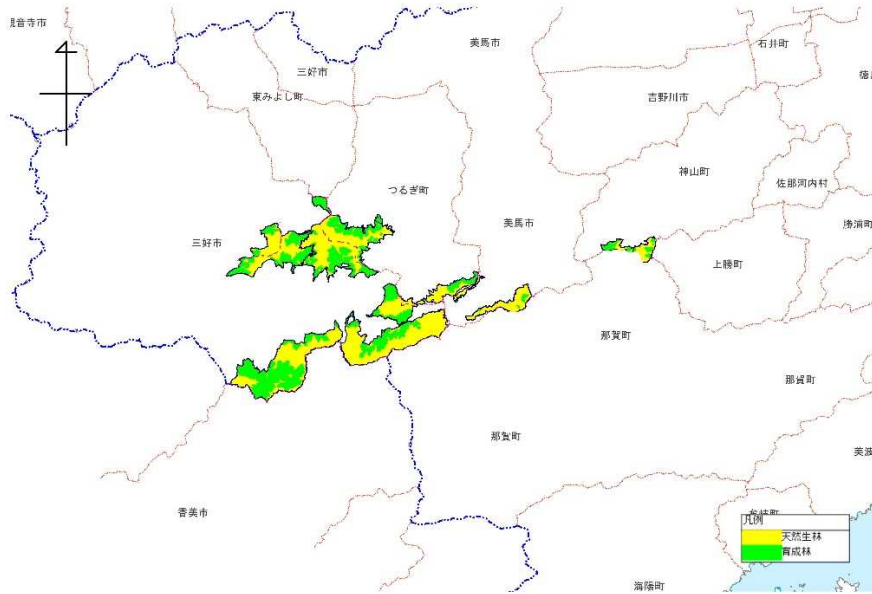 観音寺市
美馬市
石井町
三好市
東みよし町
吉野川市
神山町
つるぎ町
佐那河内村
美馬市
勝浦町
三好市
上勝町
那賀町
那賀町
那賀町
美波
香美市
牟岐町
凡例
天然生林
育成林
海陽町